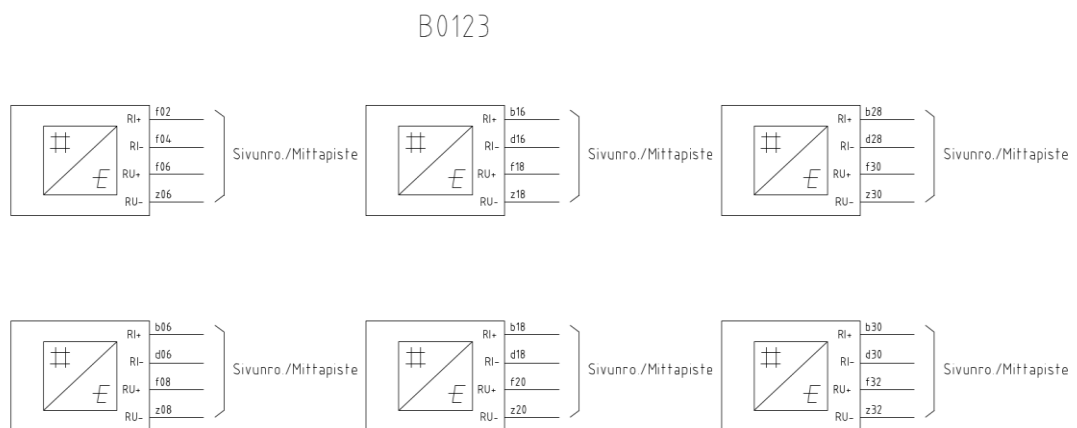 B0123
RI+ f02
RI- f04
RU+ f06
RU- z06
Sivunro./Mittapiste
RI+ b16
RI- d16
RU+ f18
RU- z18
Sivunro./Mittapiste
RI+ b28
RI- d28
RU+ f30
RU- z30
Sivunro./Mittapiste
RI+ b06
RI- d06
RU+ f08
RU- z08
Sivunro./Mittapiste
RI+ b18
RI- d18
RU+ f20
RU- z20
Sivunro./Mittapiste
RI+ b30
RI- d30
RU+ f32
RU- z32
Sivunro./Mittapiste